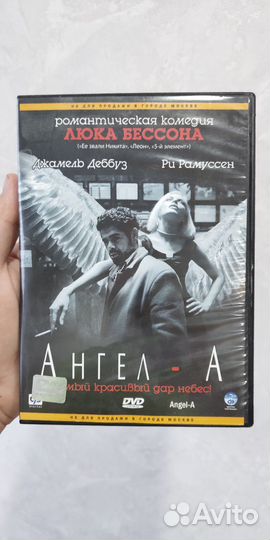 НЕ ДЛЯ ПРОДАЖИ В ГОРОДЕ МОСКВЕ
романтическая комедия
ЛЮКА БЕССОНА
(«Её звали Никита», «Леон», «5-й элемент»)
Джамель Деббуз
Ри Рамуссен
АНГЕЛ - А
мый красивый дар небес!
DVD
Angel-A
НЕ ДЛЯ ПРОДАЖИ В ГОРОДЕ МОСКВЕ
Avito